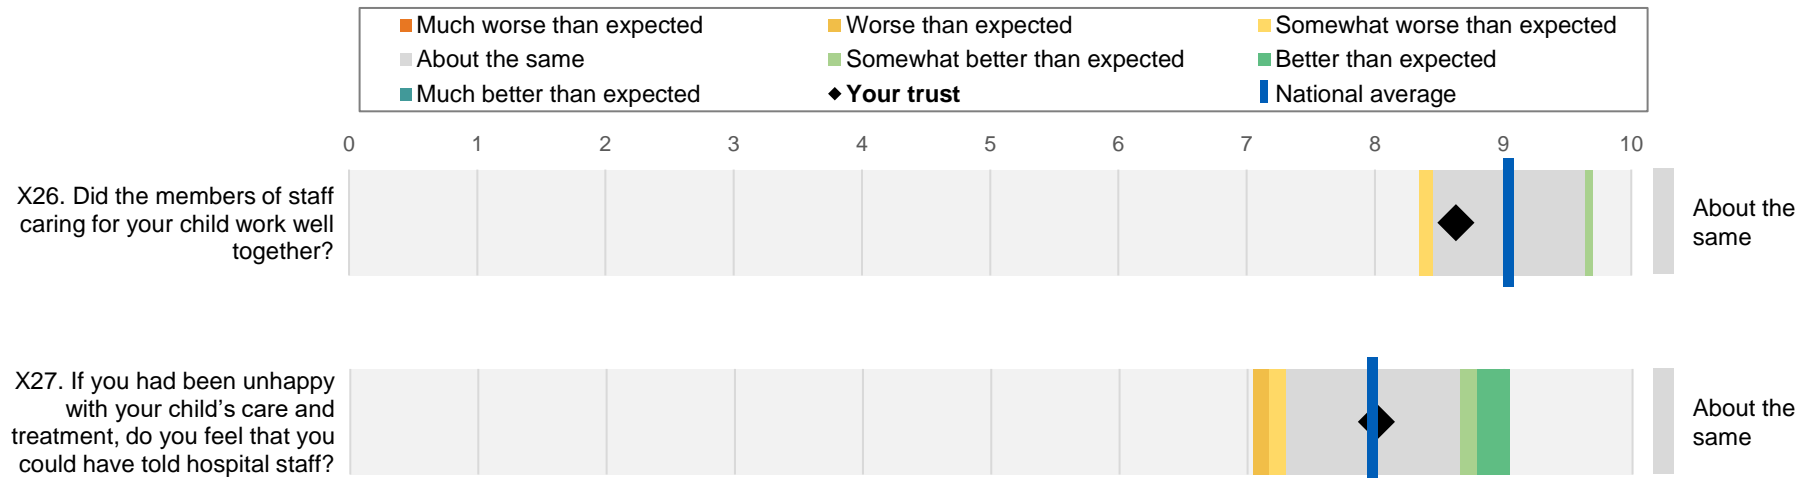 Much worse than expected
Worse than expected
Somewhat worse than expected
About the same
Somewhat better than expected
Better than expected
Much better than expected
Your trust
National average
0 1 2 3 4 5 6 7 8 9 10
X26. Did the members of staff
caring for your child work well
together?
About the
same
X27. If you had been unhappy
with your child’s care and
treatment, do you feel that you
could have told hospital staff?
About the
same